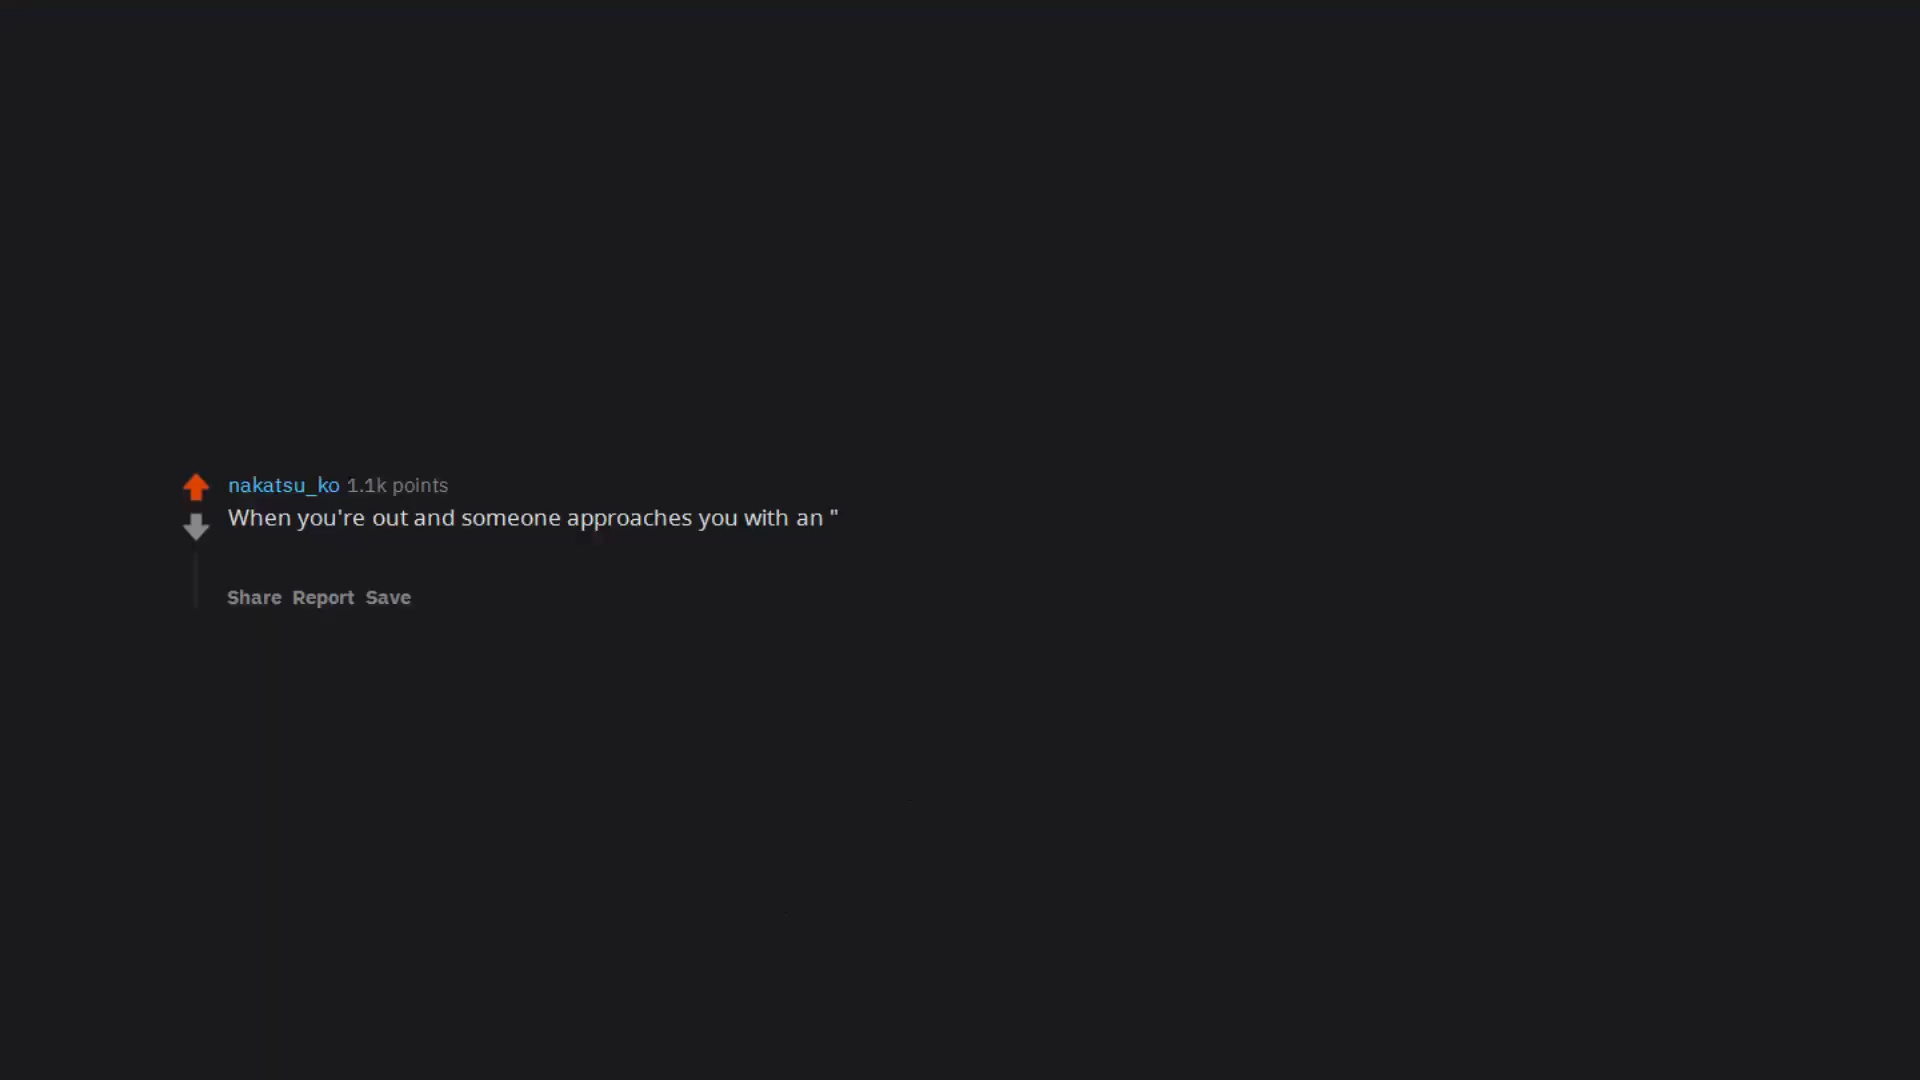 nakatsu_ko 1.1k points
When you're out and someone approaches you with an "
Share Report Save